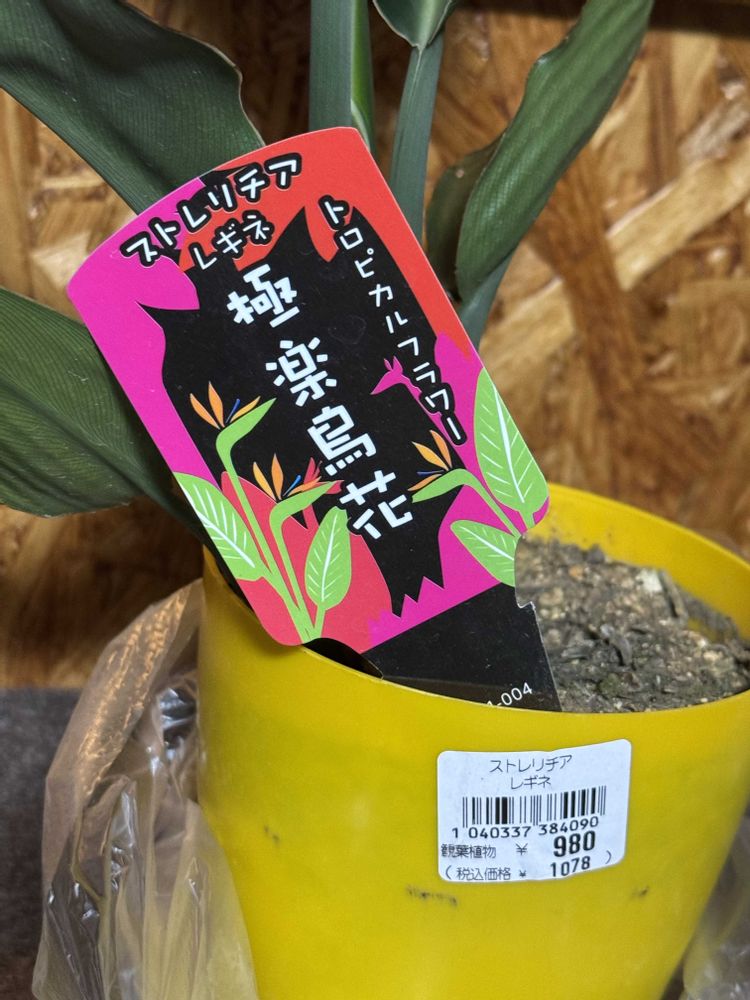 ストレリチア
レギネ
トロピカルフラワー
極楽鳥花
-004
ストレリチア
レギネ
1 040337 384090
観葉植物 ¥ 980
(税込価格 ¥ 1078 )